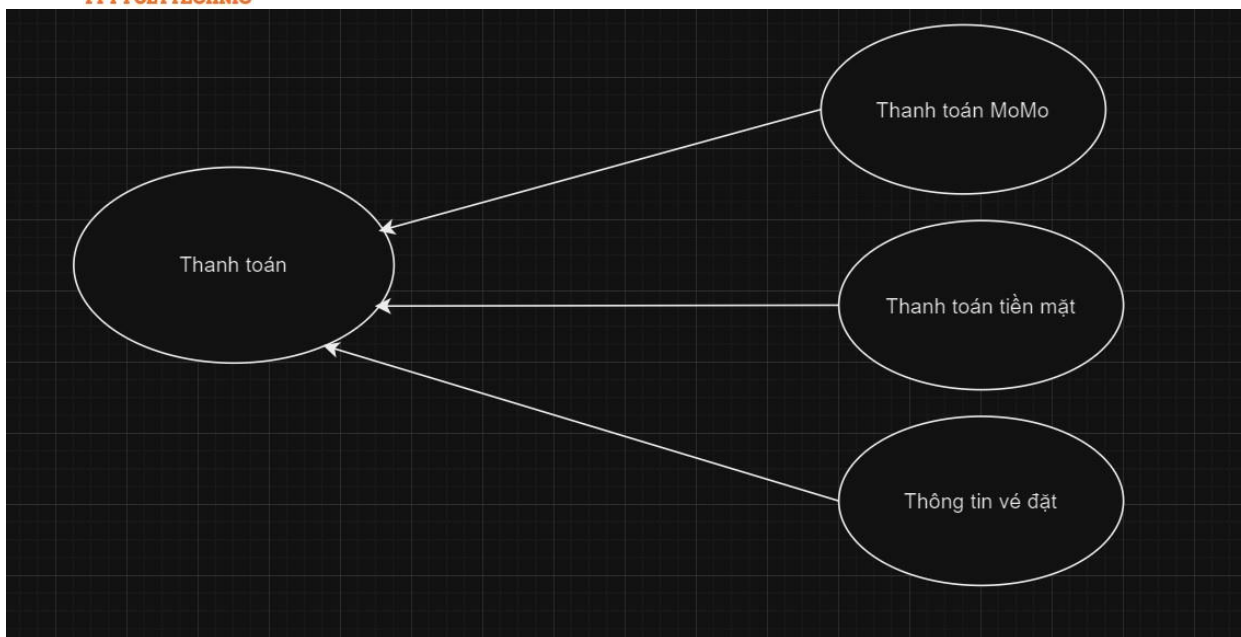 Thanh toán MoMo
Thanh toán
Thanh toán tiền mặt
Thông tin vé đặt